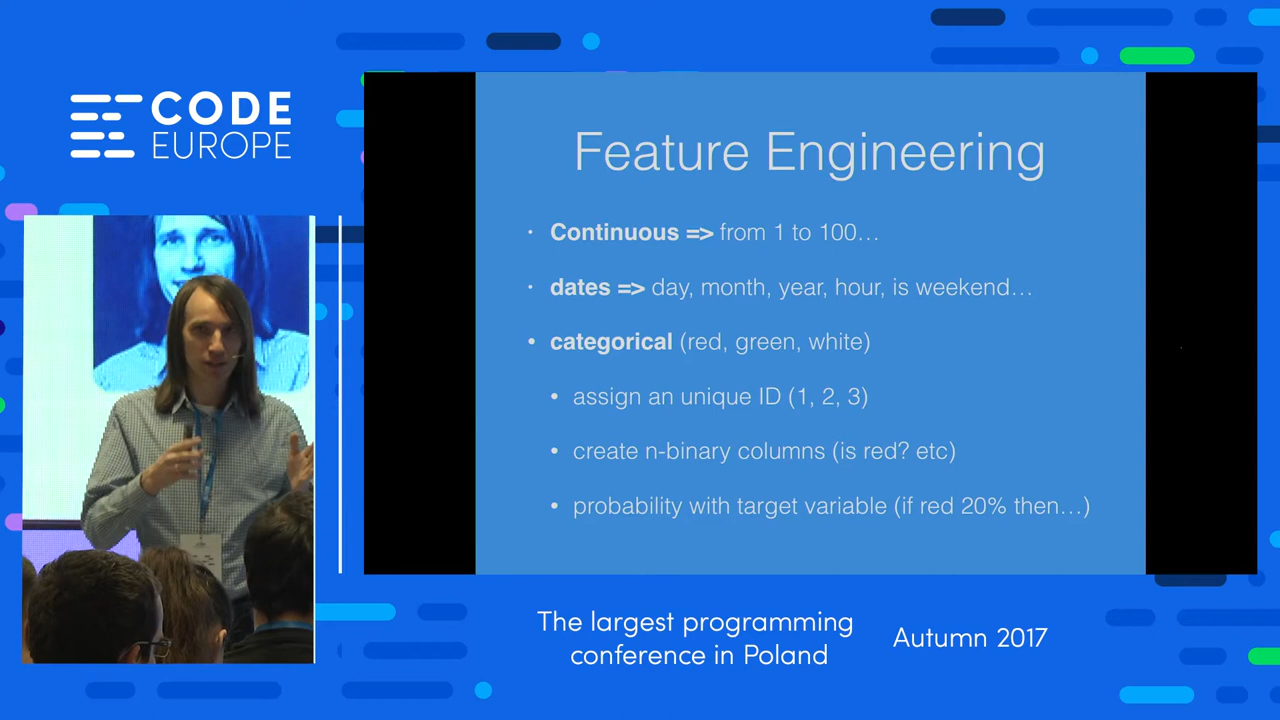 CODE
EUROPE
Feature Engineering
• Continuous => from 1 to 100…
• dates => day, month, year, hour, is weekend…
• categorical (red, green, white)
• assign an unique ID (1, 2, 3)
• create n-binary columns (is red? etc)
• probability with target variable (if red 20% then…)
The largest programming
conference in Poland
Autumn 2017